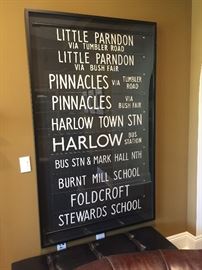 LITTLE PARNDON
VIA TUMBLER ROAD
LITTLE PARNDON
VIA BUSH FAIR
PINNACLES VIA TUMBLER ROAD
PINNACLES VIA BUSH FAIR
HARLOW TOWN STN
HARLOW BUS STATION
BUS STN & MARK HALL NTH
BURNT MILL SCHOOL
FOLDCROFT
STEWARDS SCHOOL